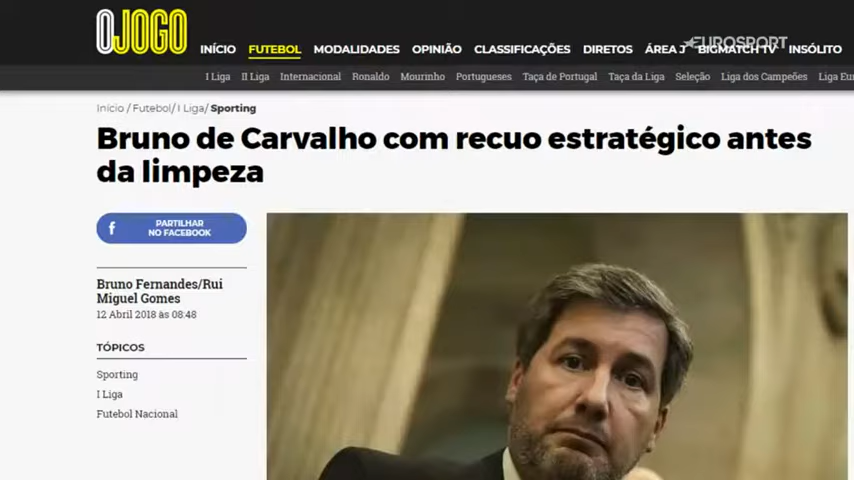 OJOGO
INÍCIO FUTEBOL MODALIDADES OPINIÃO CLASSIFICAÇÕES DIRETOS ÁREA J BIGMATCH TV INSÓLITO
EUROSPORT
I Liga II Liga Internacional Ronaldo Mourinho Portugueses Taça de Portugal Taça da Liga Seleção Liga dos Campeões Liga Eur
Início / Futebol/ I Liga/ Sporting
Bruno de Carvalho com recuo estratégico antes
da limpeza
f PARTILHAR
NO FACEBOOK
Bruno Fernandes/Rui
Miguel Gomes
12 Abril 2018 às 08:48
TÓPICOS
Sporting
I Liga
Futebol Nacional